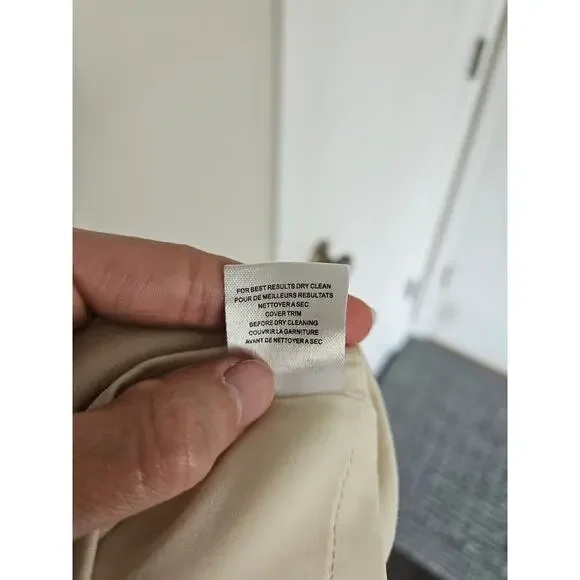 FOR BEST RESULTS DRY CLEAN
POUR DE MEILLEURS RESULTATS
NETTOYER A SEC
COVER TRIM
BEFORE DRY CLEANING
COUVRIR LA GARNITURE
AVANT DE NETTOYER A SEC